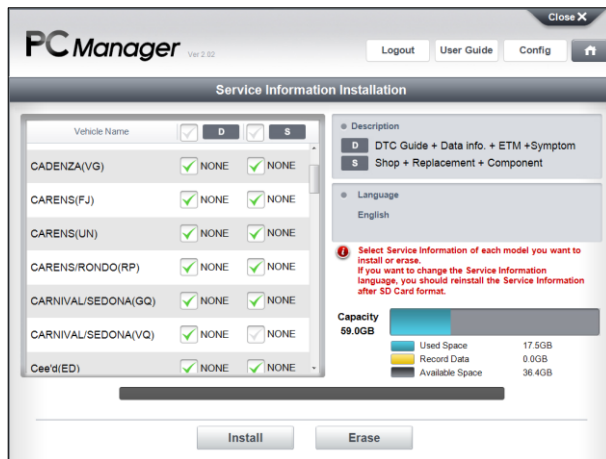 Close X
PC Manager Ver 2.02
Logout User Guide Config
Service Information Installation
Vehicle Name D S
CADENZA(VG) NONE NONE
CARENS(FJ) NONE NONE
CARENS(UN) NONE NONE
CARENS/RONDO(RP) NONE NONE
CARNIVAL/SEDONA(GQ) NONE NONE
CARNIVAL/SEDONA(VQ) NONE NONE
Cee'd(ED) NONE NONE
Description
D DTC Guide + Data info. + ETM +Symptom
S Shop + Replacement + Component
Language
English
Select Service Information of each model you want to
install or erase.
If you want to change the Service Information
language, you should reinstall the Service Information
after SD Card format.
Capacity
59.0GB
Used Space 17.5GB
Record Data 0.0GB
Available Space 36.4GB
Install Erase